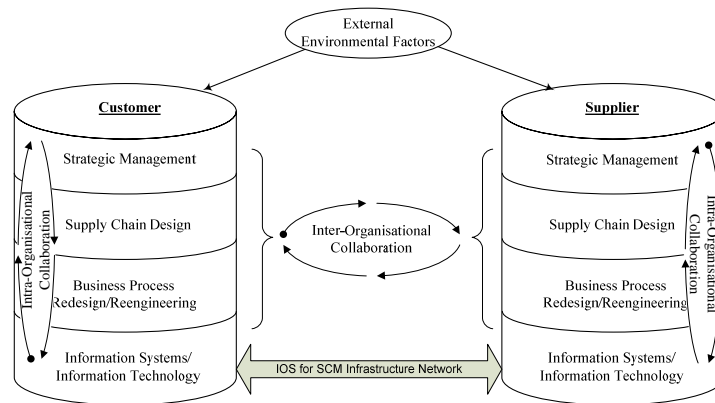 External
Environmental Factors
Customer
Strategic Management
Supply Chain Design
Business Process
Redesign/Reengineering
Information Systems/
Information Technology
Intra-Organisational
Collaboration
Inter-Organisational
Collaboration
IOS for SCM Infrastructure Network
Supplier
Strategic Management
Supply Chain Design
Business Process
Redesign/Reengineering
Information Systems/
Information Technology
Intra-Organisational
Collaboration